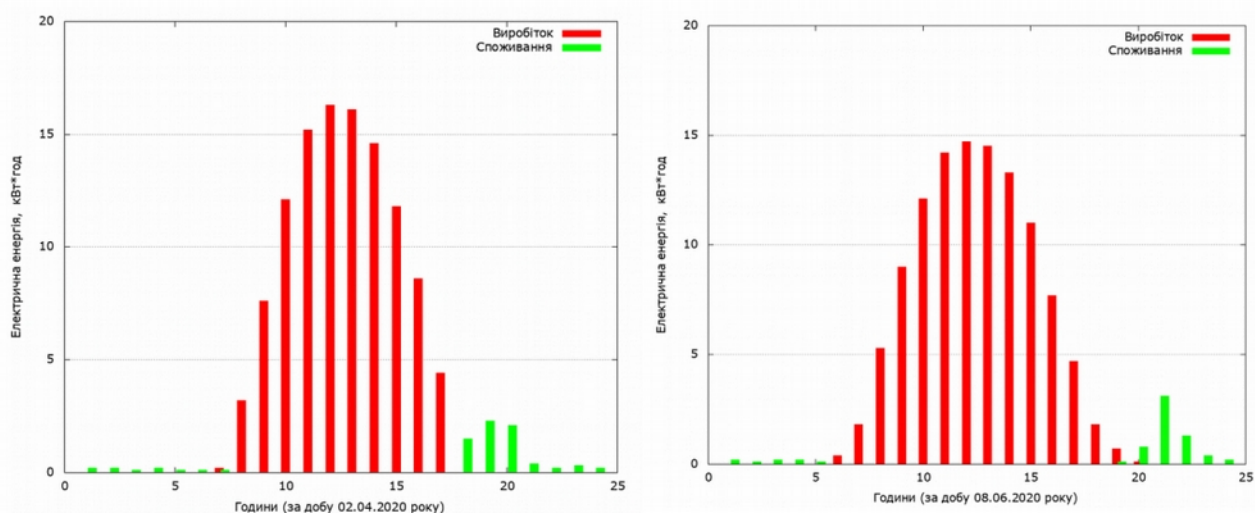 20
15
10
5
0
Електрична енергія, кВт*год
Виробіток
Споживання
0 5 10 15 20 25
Години (за добу 02.04.2020 року)
20
15
10
5
0
Електрична енергія, кВт*год
Виробіток
Споживання
0 5 10 15 20 25
Години (за добу 08.06.2020 року)